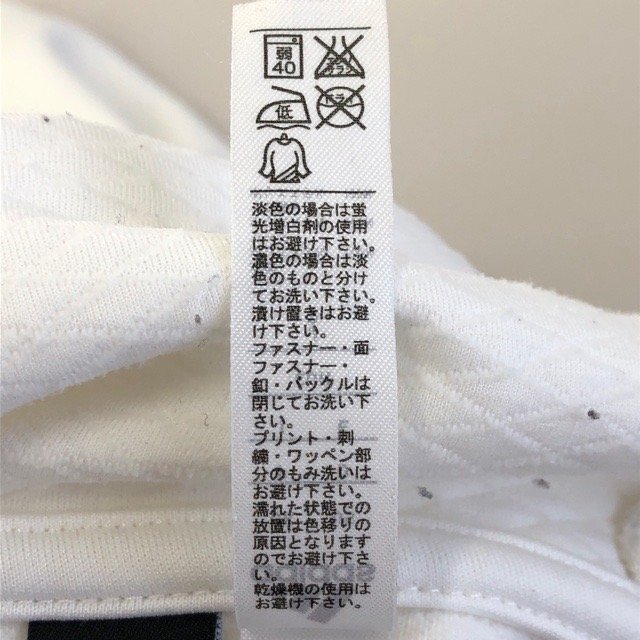 弱
40
エンソ
サラシ
低
ドライ
淡色の場合は蛍
光増白剤の使用
はお避け下さい。
濃色の場合は淡
色のものと分け
てお洗い下さい。
漬け置きはお避
け下さい。
ファスナー・面
ファスナー・
釦・バックルは
閉じてお洗い下
さい。
プリント・刺
繍・ワッペン部
分のもみ洗いは
お避け下さい。
濡れた状態での
放置は色移りの
原因となります
のでお避け下さ
い。
乾燥機の使用は
お避け下さい。
adidas